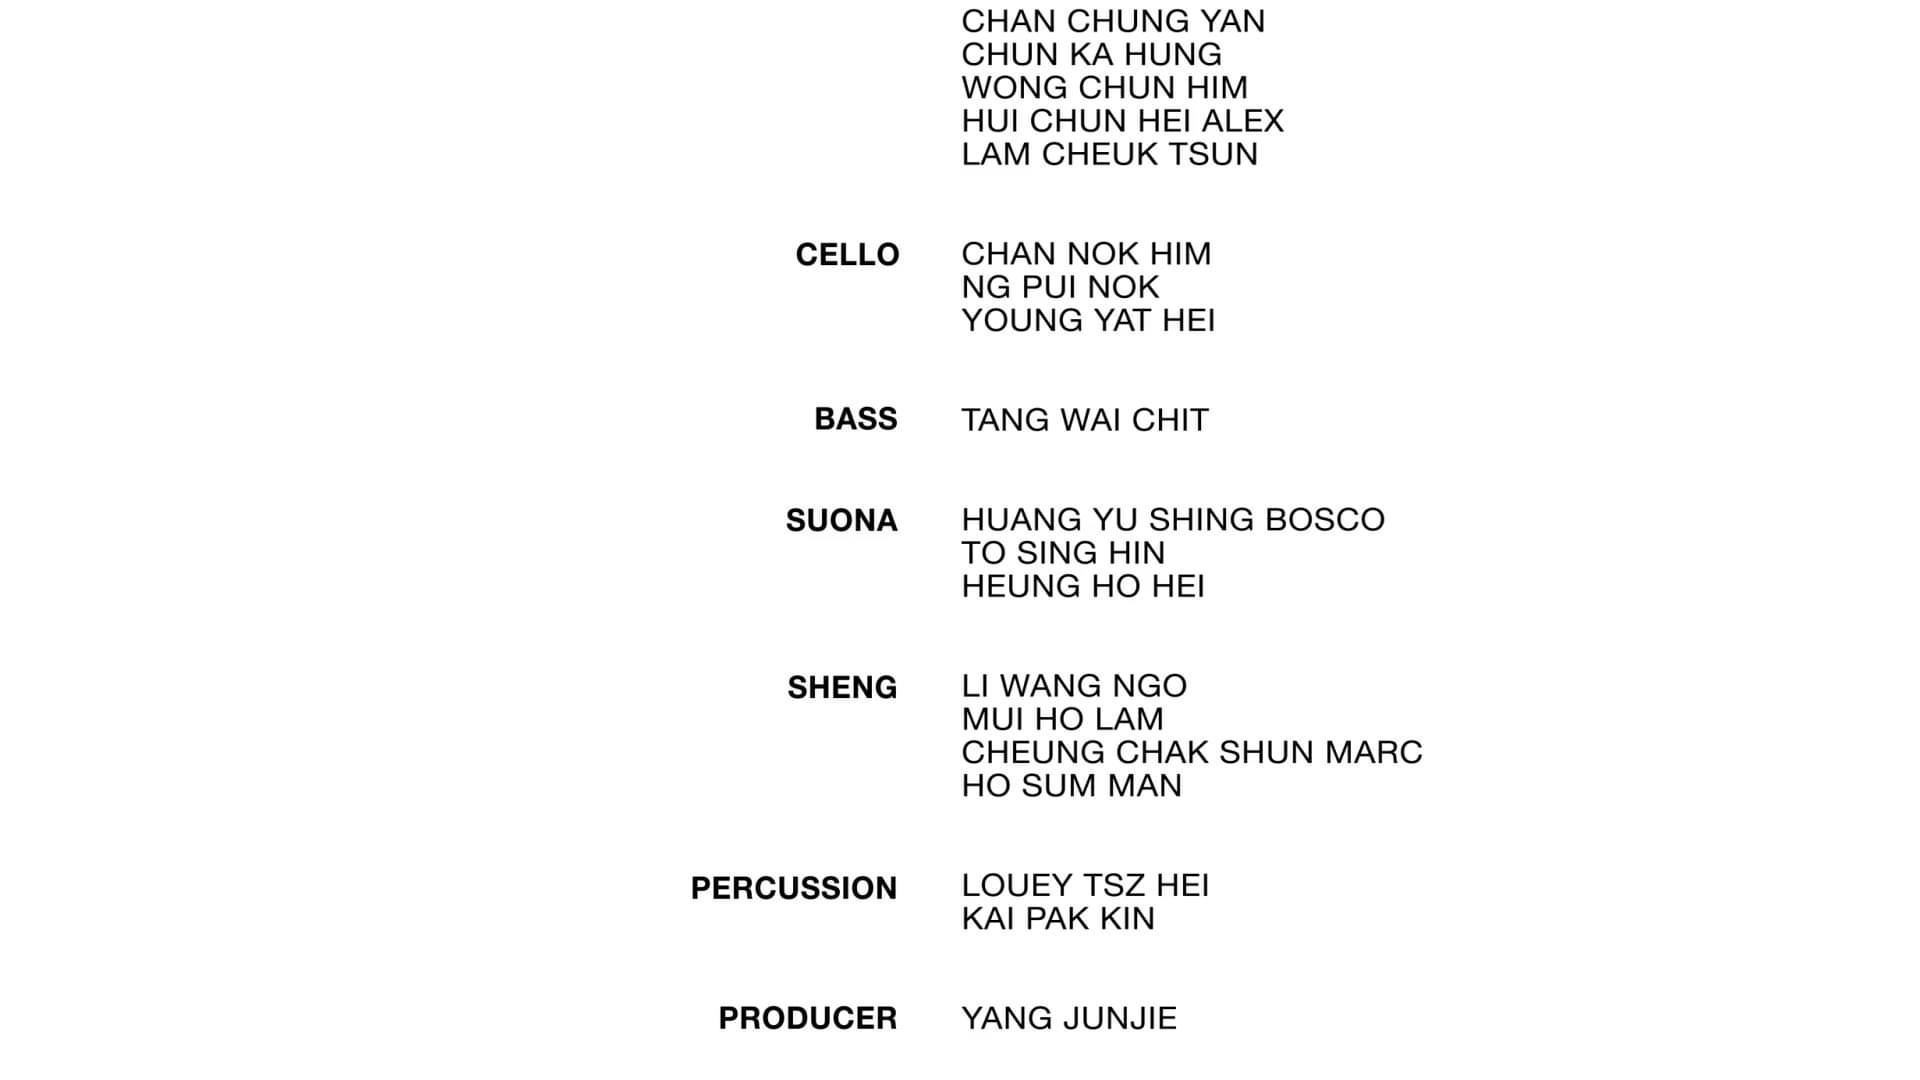 CHAN CHUNG YAN
CHUN KA HUNG
WONG CHUN HIM
HUI CHUN HEI ALEX
LAM CHEUK TSUN
CELLO CHAN NOK HIM
NG PUI NOK
YOUNG YAT HEI
BASS TANG WAI CHIT
SUONA HUANG YU SHING BOSCO
TO SING HIN
HEUNG HO HEI
SHENG LI WANG NGO
MUI HO LAM
CHEUNG CHAK SHUN MARC
HO SUM MAN
PERCUSSION LOUEY TSZ HEI
KAI PAK KIN
PRODUCER YANG JUNJIE